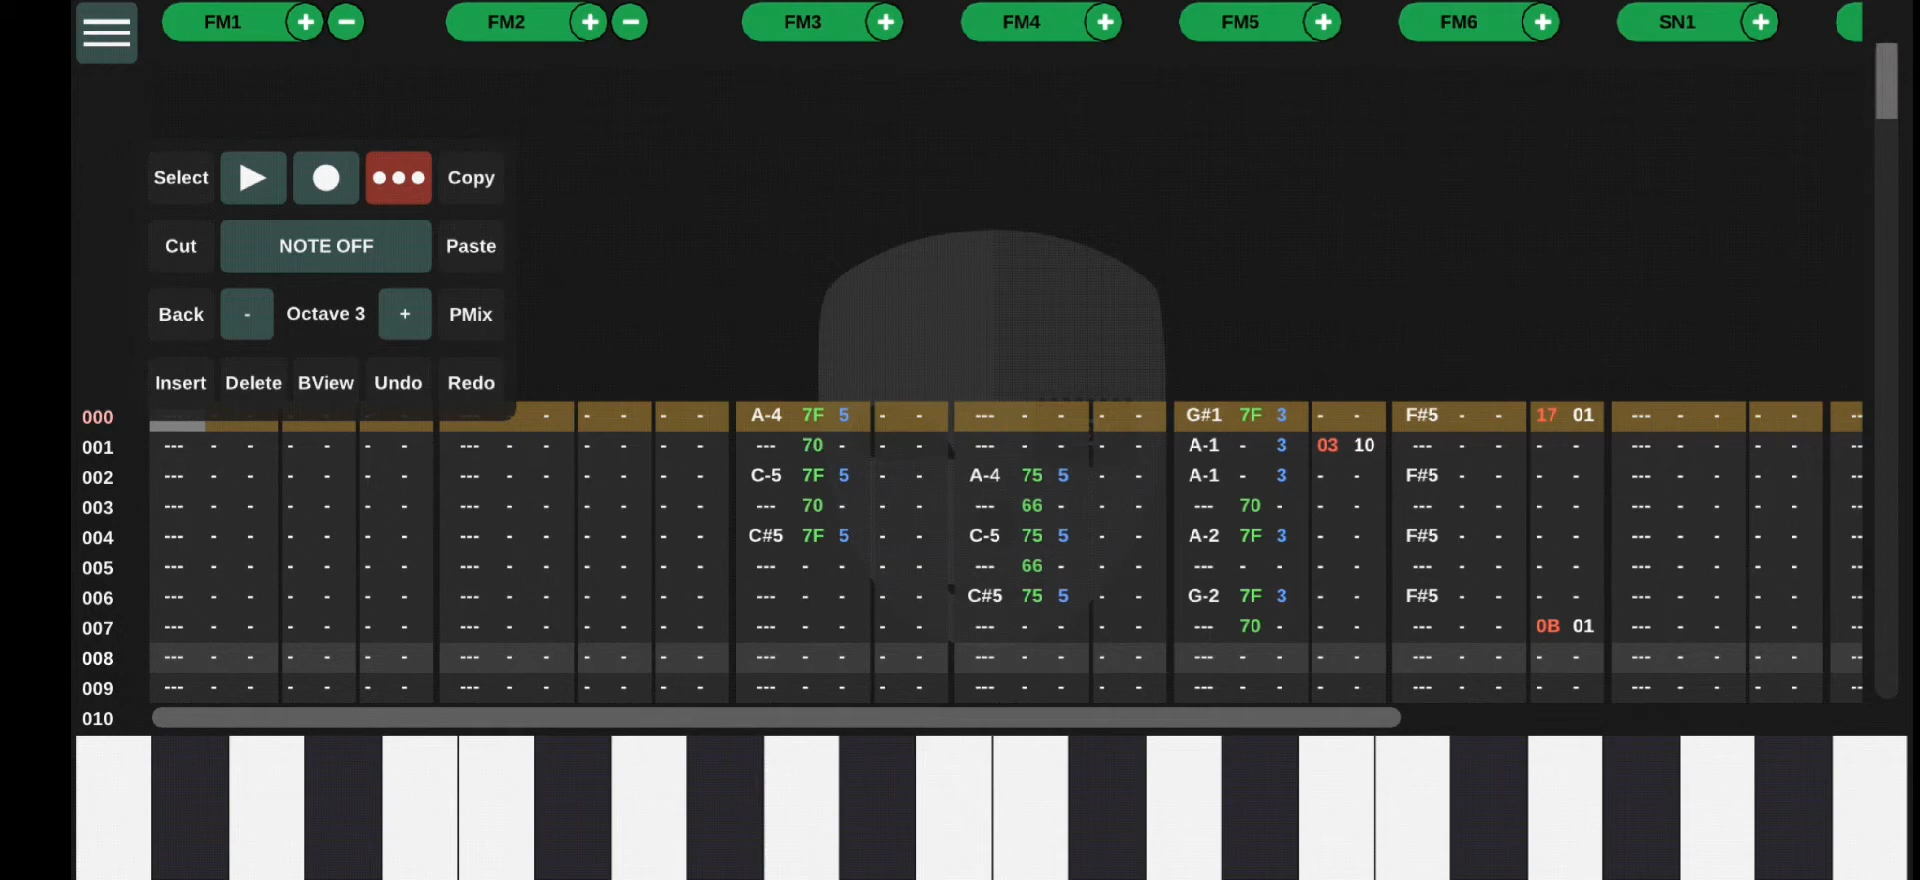 FM1 + − FM2 + − FM3 + FM4 + FM5 + FM6 + SN1 +
Select Copy
Cut NOTE OFF Paste
Back - Octave 3 + PMix
Insert Delete BView Undo Redo
000 --- - - - - - - --- - - - - - - A-4 7F 5 - - --- - - - - G#1 7F 3 - - F#5 - - 17 01 --- - - - - --
001 --- - - - - - - --- - - - - - - --- 70 - - - --- - - - - A-1 - 3 03 10 --- - - - - --- - - - - --
002 --- - - - - - - --- - - - - - - C-5 7F 5 - - A-4 75 5 - - A-1 - 3 - - F#5 - - - - --- - - - - --
003 --- - - - - - - --- - - - - - - --- 70 - - - --- 66 - - - --- 70 - - - --- - - - - --- - - - - --
004 --- - - - - - - --- - - - - - - C#5 7F 5 - - C-5 75 5 - - A-2 7F 3 - - F#5 - - - - --- - - - - --
005 --- - - - - - - --- - - - - - - --- - - - - --- 66 - - - --- - - - - --- - - - - --- - - - - --
006 --- - - - - - - --- - - - - - - --- - - - - C#5 75 5 - - G-2 7F 3 - - F#5 - - - - --- - - - - --
007 --- - - - - - - --- - - - - - - --- - - - - --- - - - - --- 70 - - - --- - - 0B 01 --- - - - - --
008 --- - - - - - - --- - - - - - - --- - - - - --- - - - - --- - - - - --- - - - - --- - - - - --
009 --- - - - - - - --- - - - - - - --- - - - - --- - - - - --- - - - - --- - - - - --- - - - - --
010